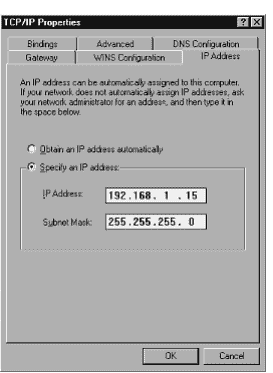 TCP/IP Properties
Bindings Advanced DNS Configuration
Gateway WINS Configuration IP Address
An IP address can be automatically assigned to this computer.
If your network does not automatically assign IP addresses, ask
your network administrator for an address, and then type it in
the space below.
Obtain an IP address automatically
Specify an IP address:
IP Address: 192.168. 1 .15
Subnet Mask: 255.255.255. 0
OK Cancel